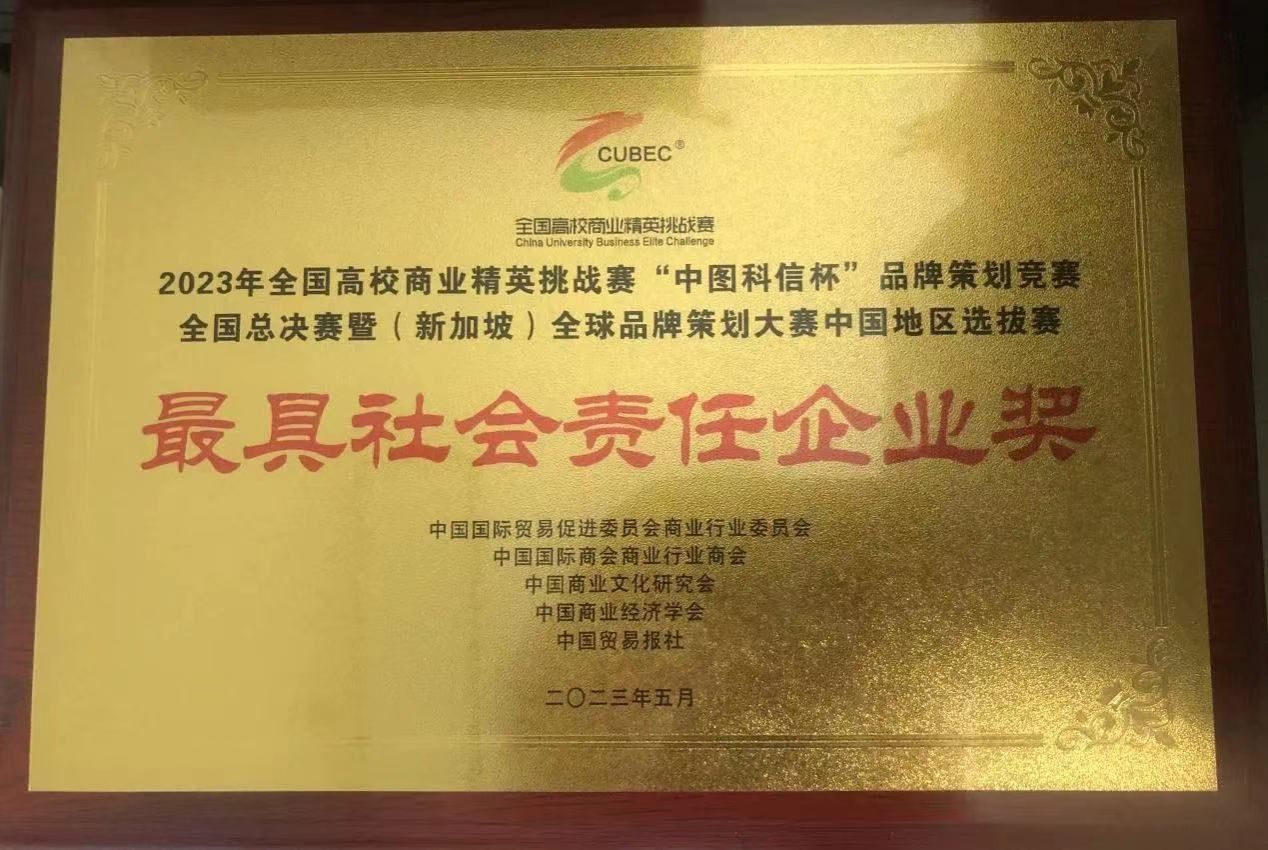 CUBEC®
全国高校商业精英挑战赛
China University Business Elite Challenge
2023年全国高校商业精英挑战赛“中图科信杯”品牌策划竞赛
全国总决赛暨（新加坡）全球品牌策划大赛中国地区选拔赛
最具社会责任企业奖
中国国际贸易促进委员会商业行业委员会
中国国际商会商业行业商会
中国商业文化研究会
中国商业经济学会
中国贸易报社
二〇二三年五月